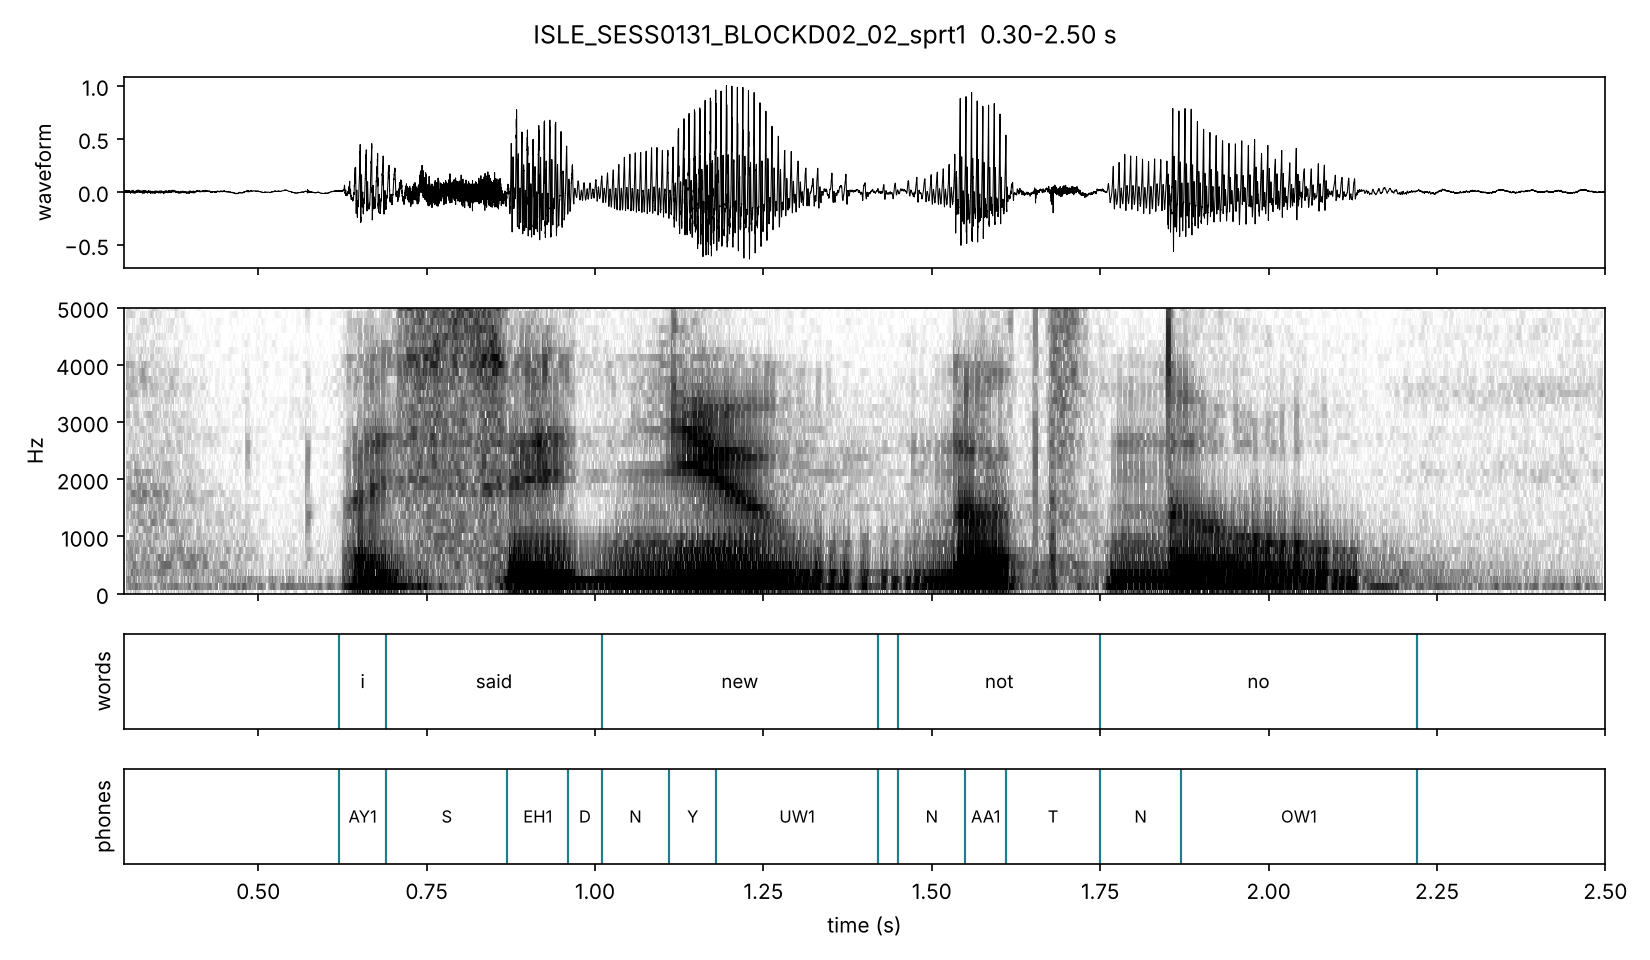 ISLE_SESS0131_BLOCKD02_02_sprt1 0.30-2.50 s
waveform
1.0
0.5
0.0
−0.5
Hz
5000
4000
3000
2000
1000
0
words
i said new not no
phones
AY1 S EH1 D N Y UW1 N AA1 T N OW1
0.50 0.75 1.00 1.25 1.50 1.75 2.00 2.25 2.50
time (s)